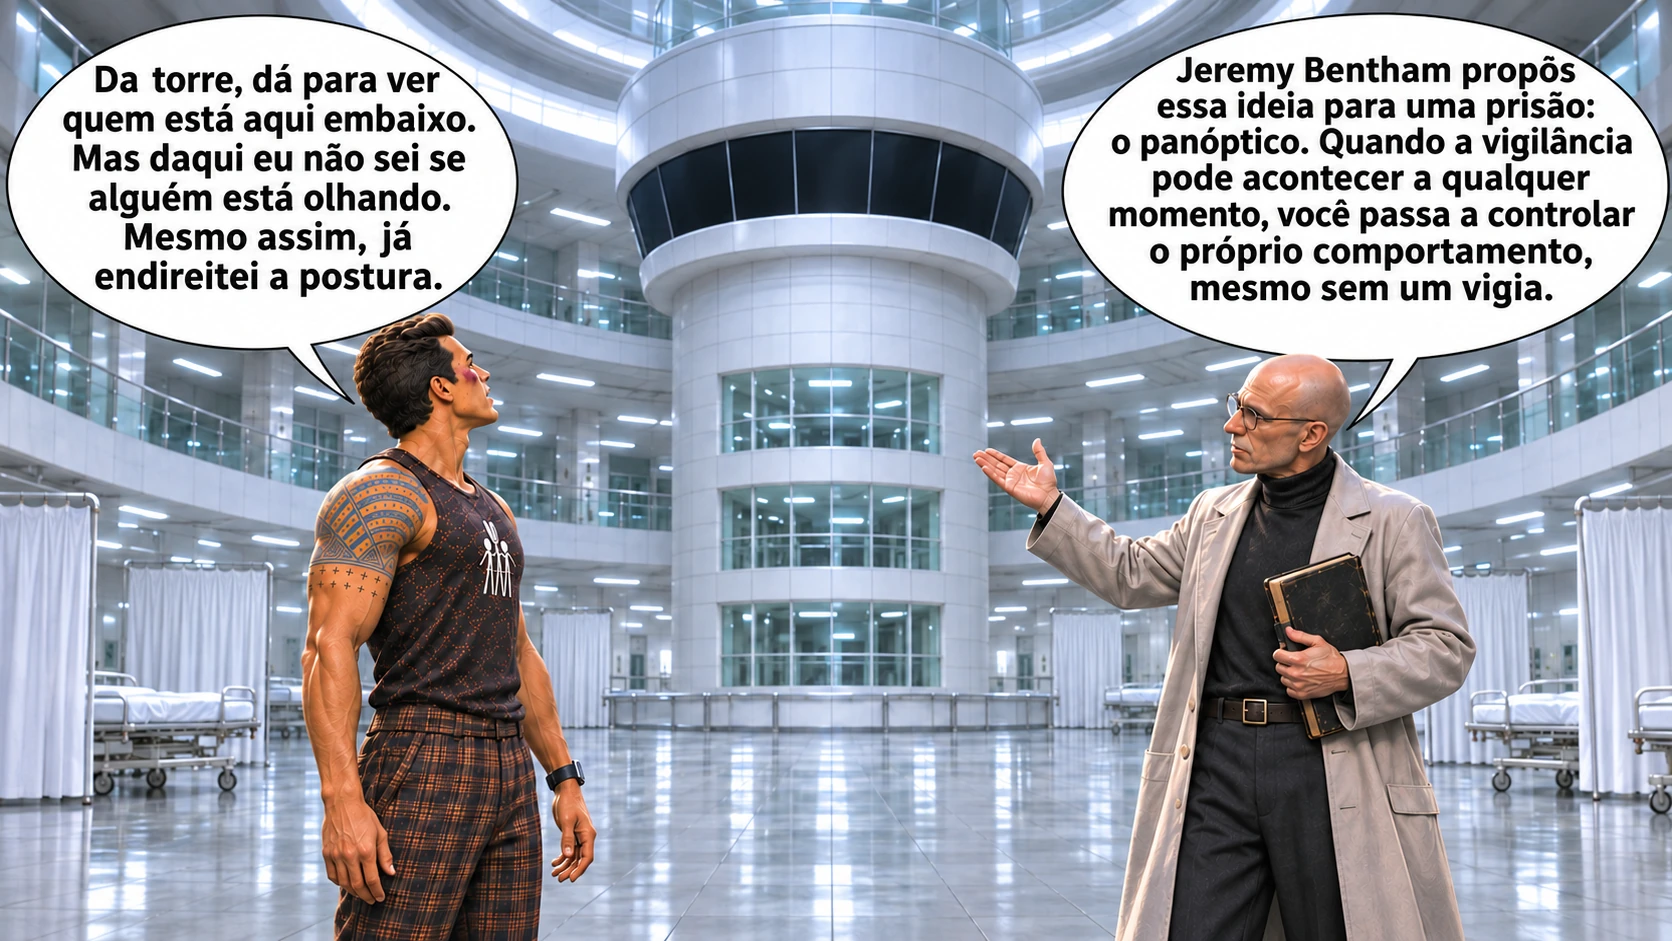 Da torre, dá para ver
quem está aqui embaixo.
Mas daqui eu não sei se
alguém está olhando.
Mesmo assim, já
endireitei a postura.
Jeremy Bentham propôs
essa ideia para uma prisão:
o panóptico. Quando a vigilância
pode acontecer a qualquer
momento, você passa a controlar
o próprio comportamento,
mesmo sem um vigia.